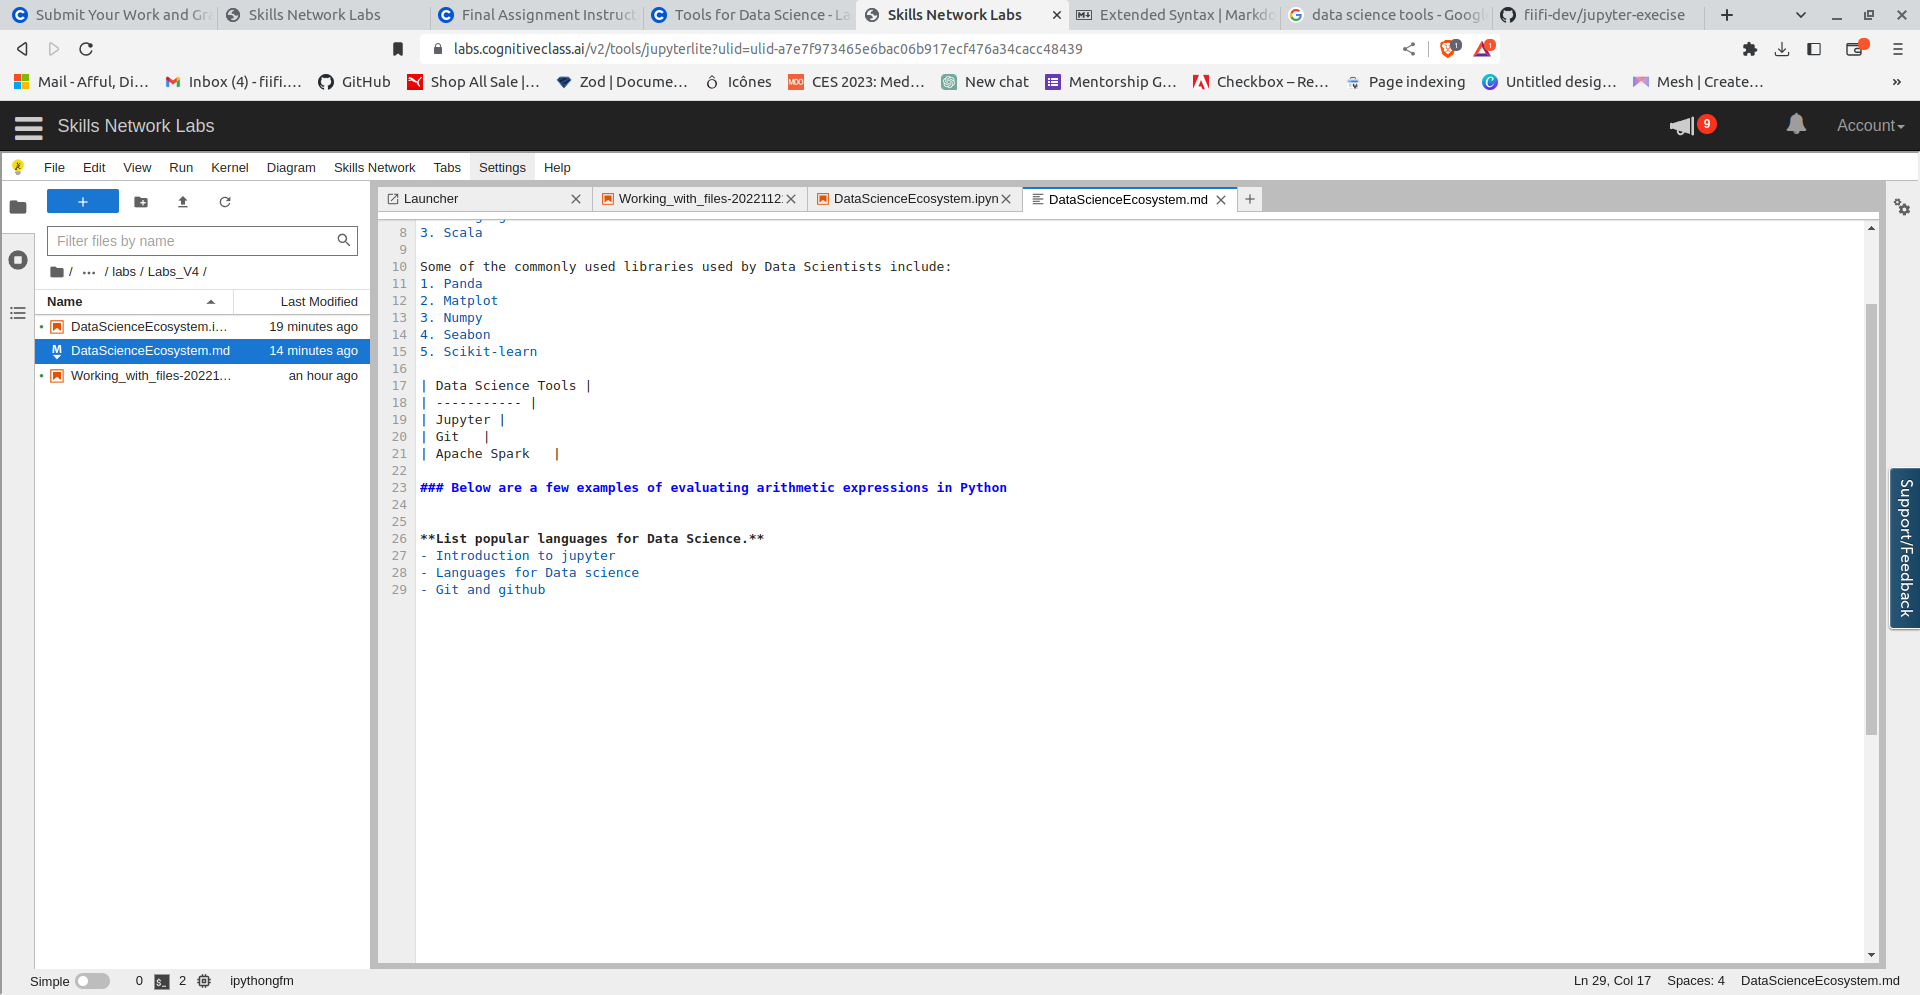 Submit Your Work and Gra
Skills Network Labs
Final Assignment Instruct
Tools for Data Science - La
Skills Network Labs
Extended Syntax | Markdo
data science tools - Googl
fiifi-dev/jupyter-execise
labs.cognitiveclass.ai/v2/tools/jupyterlite?ulid=ulid-a7e7f973465e6bac06b917ecf476a34cacc48439
1
1
Mail - Afful, Di...
Inbox (4) - fiifi....
GitHub
Shop All Sale |...
Zod | Docume...
Icônes
CES 2023: Med...
New chat
Mentorship G...
Checkbox – Re...
Page indexing
Untitled desig...
Mesh | Create...
»
Skills Network Labs
9
Account
File Edit View Run Kernel Diagram Skills Network Tabs Settings Help
+
Launcher
Working_with_files-2022112
DataScienceEcosystem.ipyn
DataScienceEcosystem.md
+
Filter files by name
/ ... / labs / Labs_V4 /
Name Last Modified
DataScienceEcosystem.i... 19 minutes ago
DataScienceEcosystem.md 14 minutes ago
Working_with_files-20221... an hour ago
8 3. Scala
9
10 Some of the commonly used libraries used by Data Scientists include:
11 1. Panda
12 2. Matplot
13 3. Numpy
14 4. Seabon
15 5. Scikit-learn
16
17 | Data Science Tools |
18 | ----------- |
19 | Jupyter |
20 | Git   |
21 | Apache Spark   |
22
23 ### Below are a few examples of evaluating arithmetic expressions in Python
24
25
26 **List popular languages for Data Science.**
27 - Introduction to jupyter
28 - Languages for Data science
29 - Git and github
Support/Feedback
Simple 0 2 ipythongfm
Ln 29, Col 17 Spaces: 4 DataScienceEcosystem.md